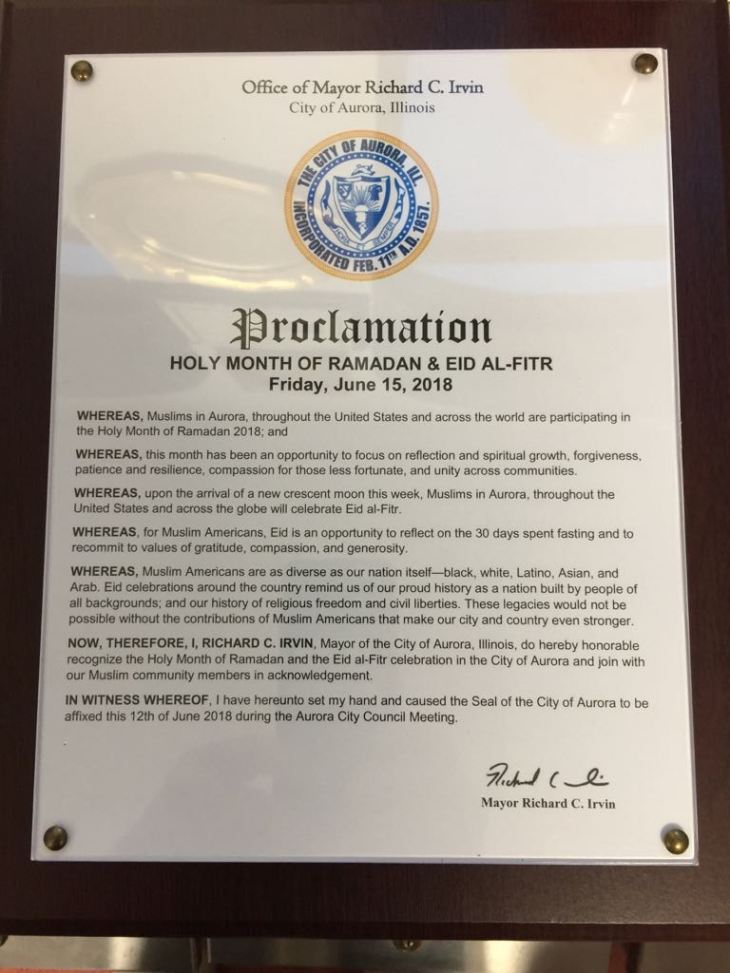 Office of Mayor Richard C. Irvin
City of Aurora, Illinois
THE CITY OF AURORA, ILL.
INCORPORATED FEB. 11TH A.D. 1857.
Proclamation
HOLY MONTH OF RAMADAN & EID AL-FITR
Friday, June 15, 2018
WHEREAS, Muslims in Aurora, throughout the United States and across the world are participating in
the Holy Month of Ramadan 2018; and
WHEREAS, this month has been an opportunity to focus on reflection and spiritual growth, forgiveness,
patience and resilience, compassion for those less fortunate, and unity across communities.
WHEREAS, upon the arrival of a new crescent moon this week, Muslims in Aurora, throughout the
United States and across the globe will celebrate Eid al-Fitr.
WHEREAS, for Muslim Americans, Eid is an opportunity to reflect on the 30 days spent fasting and to
recommit to values of gratitude, compassion, and generosity.
WHEREAS, Muslim Americans are as diverse as our nation itself—black, white, Latino, Asian, and
Arab. Eid celebrations around the country remind us of our proud history as a nation built by people of
all backgrounds; and our history of religious freedom and civil liberties. These legacies would not be
possible without the contributions of Muslim Americans that make our city and country even stronger.
NOW, THEREFORE, I, RICHARD C. IRVIN, Mayor of the City of Aurora, Illinois, do hereby honorable
recognize the Holy Month of Ramadan and the Eid al-Fitr celebration in the City of Aurora and join with
our Muslim community members in acknowledgement.
IN WITNESS WHEREOF, I have hereunto set my hand and caused the Seal of the City of Aurora to be
affixed this 12th of June 2018 during the Aurora City Council Meeting.
Mayor Richard C. Irvin